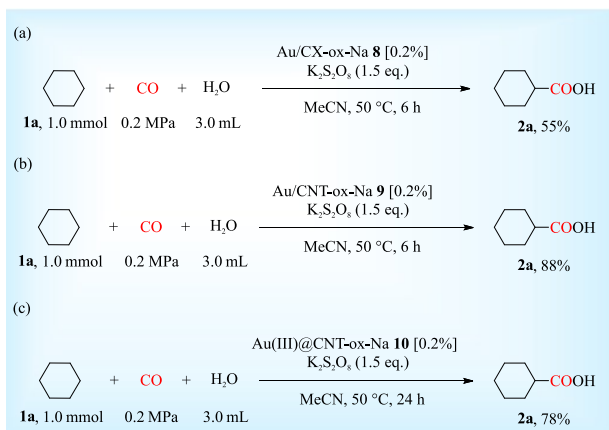 (a)
Au/CX-ox-Na 8 [0.2%]
K₂S₂O₈ (1.5 eq.)
+ CO + H₂O
COOH
MeCN, 50 °C, 6 h
1a, 1.0 mmol 0.2 MPa 3.0 mL
2a, 55%
(b)
Au/CNT-ox-Na 9 [0.2%]
K₂S₂O₈ (1.5 eq.)
+ CO + H₂O
COOH
MeCN, 50 °C, 6 h
1a, 1.0 mmol 0.2 MPa 3.0 mL
2a, 88%
(c)
Au(III)@CNT-ox-Na 10 [0.2%]
K₂S₂O₈ (1.5 eq.)
+ CO + H₂O
COOH
MeCN, 50 °C, 24 h
1a, 1.0 mmol 0.2 MPa 3.0 mL
2a, 78%